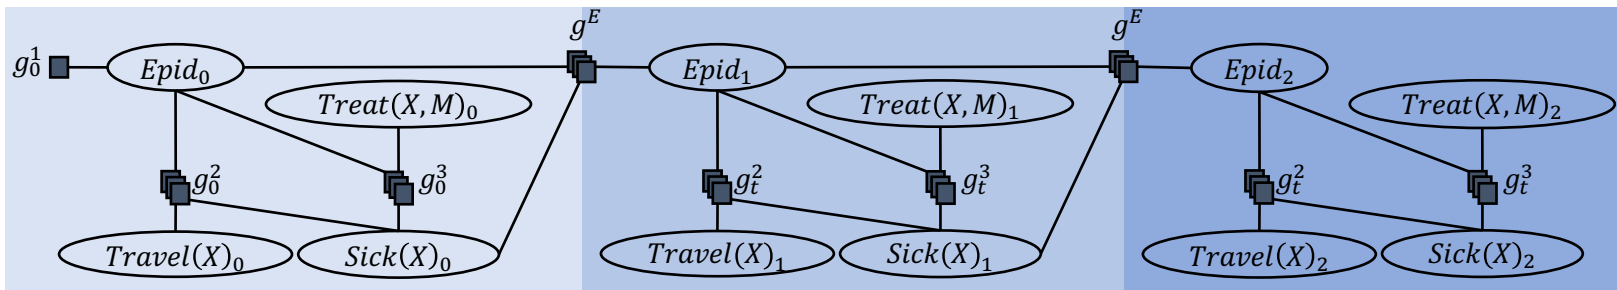 g^E g^E
g_0^1 Epid_0 Epid_1 Epid_2
Treat(X, M)_0 Treat(X, M)_1 Treat(X, M)_2
g_0^2 g_0^3 g_t^2 g_t^3 g_t^2 g_t^3
Travel(X)_0 Sick(X)_0 Travel(X)_1 Sick(X)_1 Travel(X)_2 Sick(X)_2